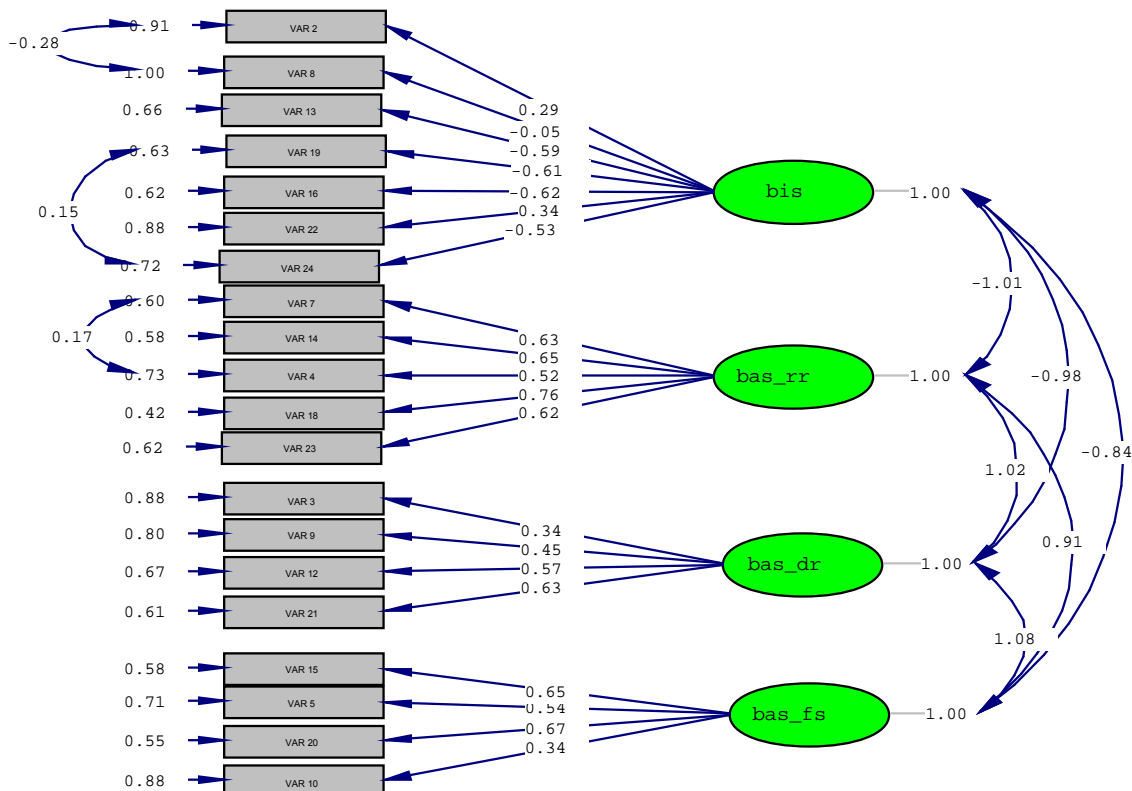 0.91 VAR 2
-0.28
1.00 VAR 8
0.66 VAR 13
0.63 VAR 19
0.62 VAR 16
0.15
0.88 VAR 22
0.72 VAR 24
0.60 VAR 7
0.17
0.58 VAR 14
0.73 VAR 4
0.42 VAR 18
0.62 VAR 23
0.88 VAR 3
0.80 VAR 9
0.67 VAR 12
0.61 VAR 21
0.58 VAR 15
0.71 VAR 5
0.55 VAR 20
0.88 VAR 10
0.29
-0.05
-0.59
-0.61
-0.62
0.34
-0.53
0.63
0.65
0.52
0.76
0.62
0.34
0.45
0.57
0.63
0.65
0.54
0.67
0.34
bis 1.00
bas_rr 1.00
bas_dr 1.00
bas_fs 1.00
-1.01
-0.98
-0.84
1.02
0.91
1.08